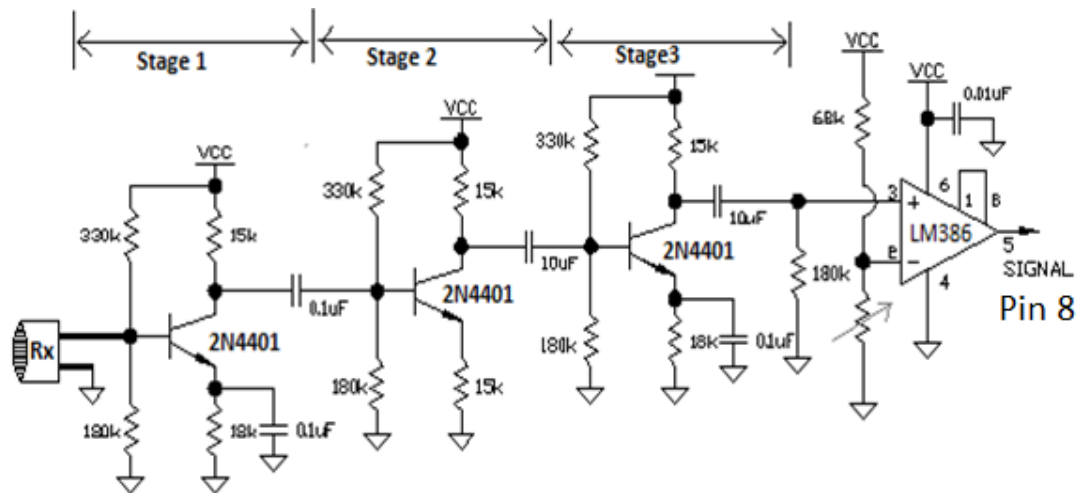 Stage 1
Stage 2
Stage3
VCC
330k
15k
2N4401
0.1uF
Rx
180k
18k
0.1uF
VCC
330k
15k
2N4401
10uF
180k
15k
330k
15k
2N4401
10uF
180k
18k
0.1uF
180k
VCC
68k
VCC
0.01uF
3
+
6
1
8
LM386
5
SIGNAL
Pin 8
-
4